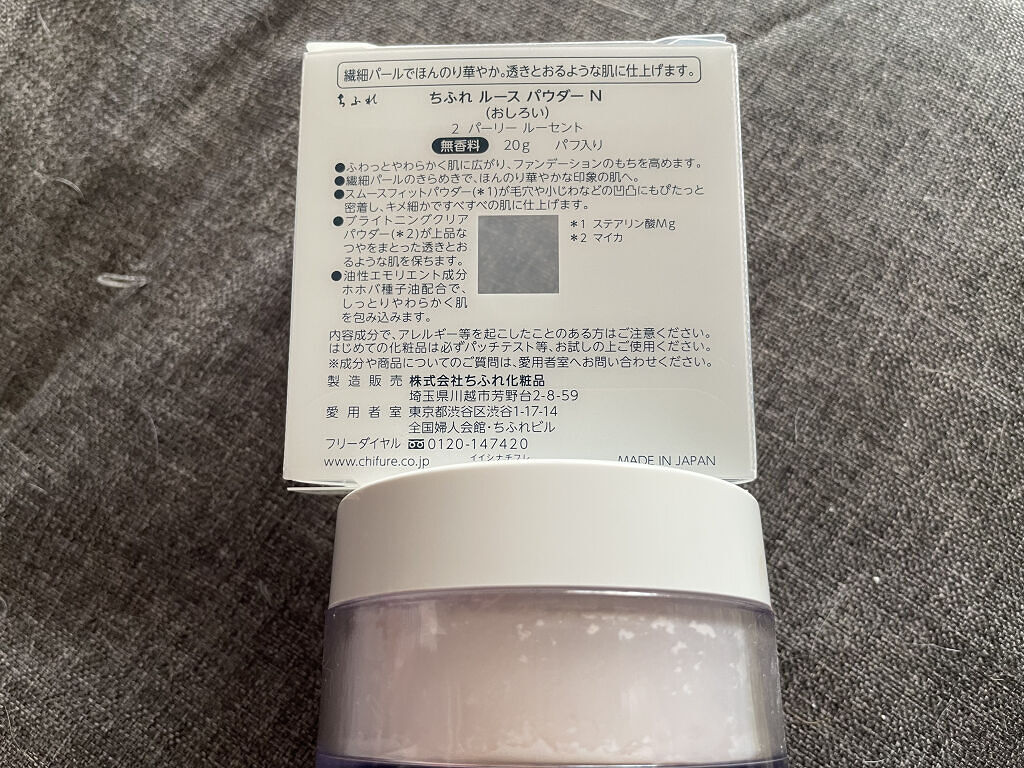 繊細パールでほんのり華やか。透きとおるような肌に仕上げます。
ちふれ
ちふれ ルース パウダー N
(おしろい)
2 パーリー ルーセント
無香料 20g パフ入り
●ふわっとやわらかく肌に広がり、ファンデーションのもちを高めます。
●繊細パールのきらめきで、ほんのり華やかな印象の肌へ。
●スムースフィットパウダー(*1)が毛穴や小じわなどの凹凸にもぴたっと
密着し、キメ細かですべすべの肌に仕上げます。
●ブライトニングクリア
パウダー(*2)が上品な
つやをまとった透きとお
るような肌を保ちます。
●油性エモリエント成分
ホホバ種子油配合で、
しっとりやわらかく肌
を包み込みます。
*1 ステアリン酸Mg
*2 マイカ
内容成分で、アレルギー等を起こしたことのある方はご注意ください。
はじめての化粧品は必ずパッチテスト等、お試しの上ご使用ください。
※成分や商品についてのご質問は、愛用者室へお問い合わせください。
製造販売 株式会社ちふれ化粧品
埼玉県川越市芳野台2-8-59
愛用者室 東京都渋谷区渋谷1-17-14
全国婦人会館・ちふれビル
フリーダイヤル 0120-147420
イイシナチフレ
www.chifure.co.jp MADE IN JAPAN